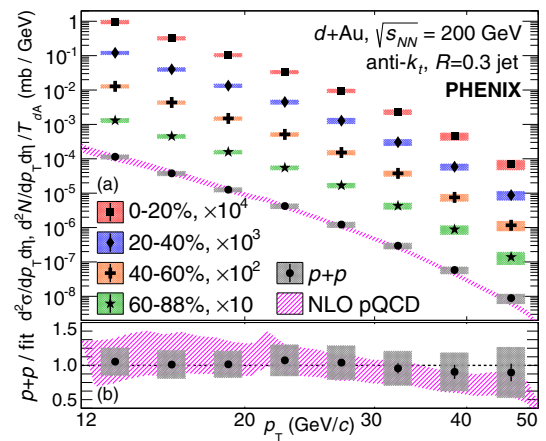 d+Au, √s_NN = 200 GeV
anti-k_t, R=0.3 jet
PHENIX
d²σ/dp_T dη, d²N/dp_T dη / T_dA (mb / GeV)
1
10⁻¹
10⁻²
10⁻³
10⁻⁴
10⁻⁵
10⁻⁶
10⁻⁷
10⁻⁸
(a)
0-20%, ×10⁴
20-40%, ×10³
40-60%, ×10²
60-88%, ×10
p+p
NLO pQCD
p+p / fit
1.5
1.0
0.5
(b)
12
20
30
40
50
p_T (GeV/c)